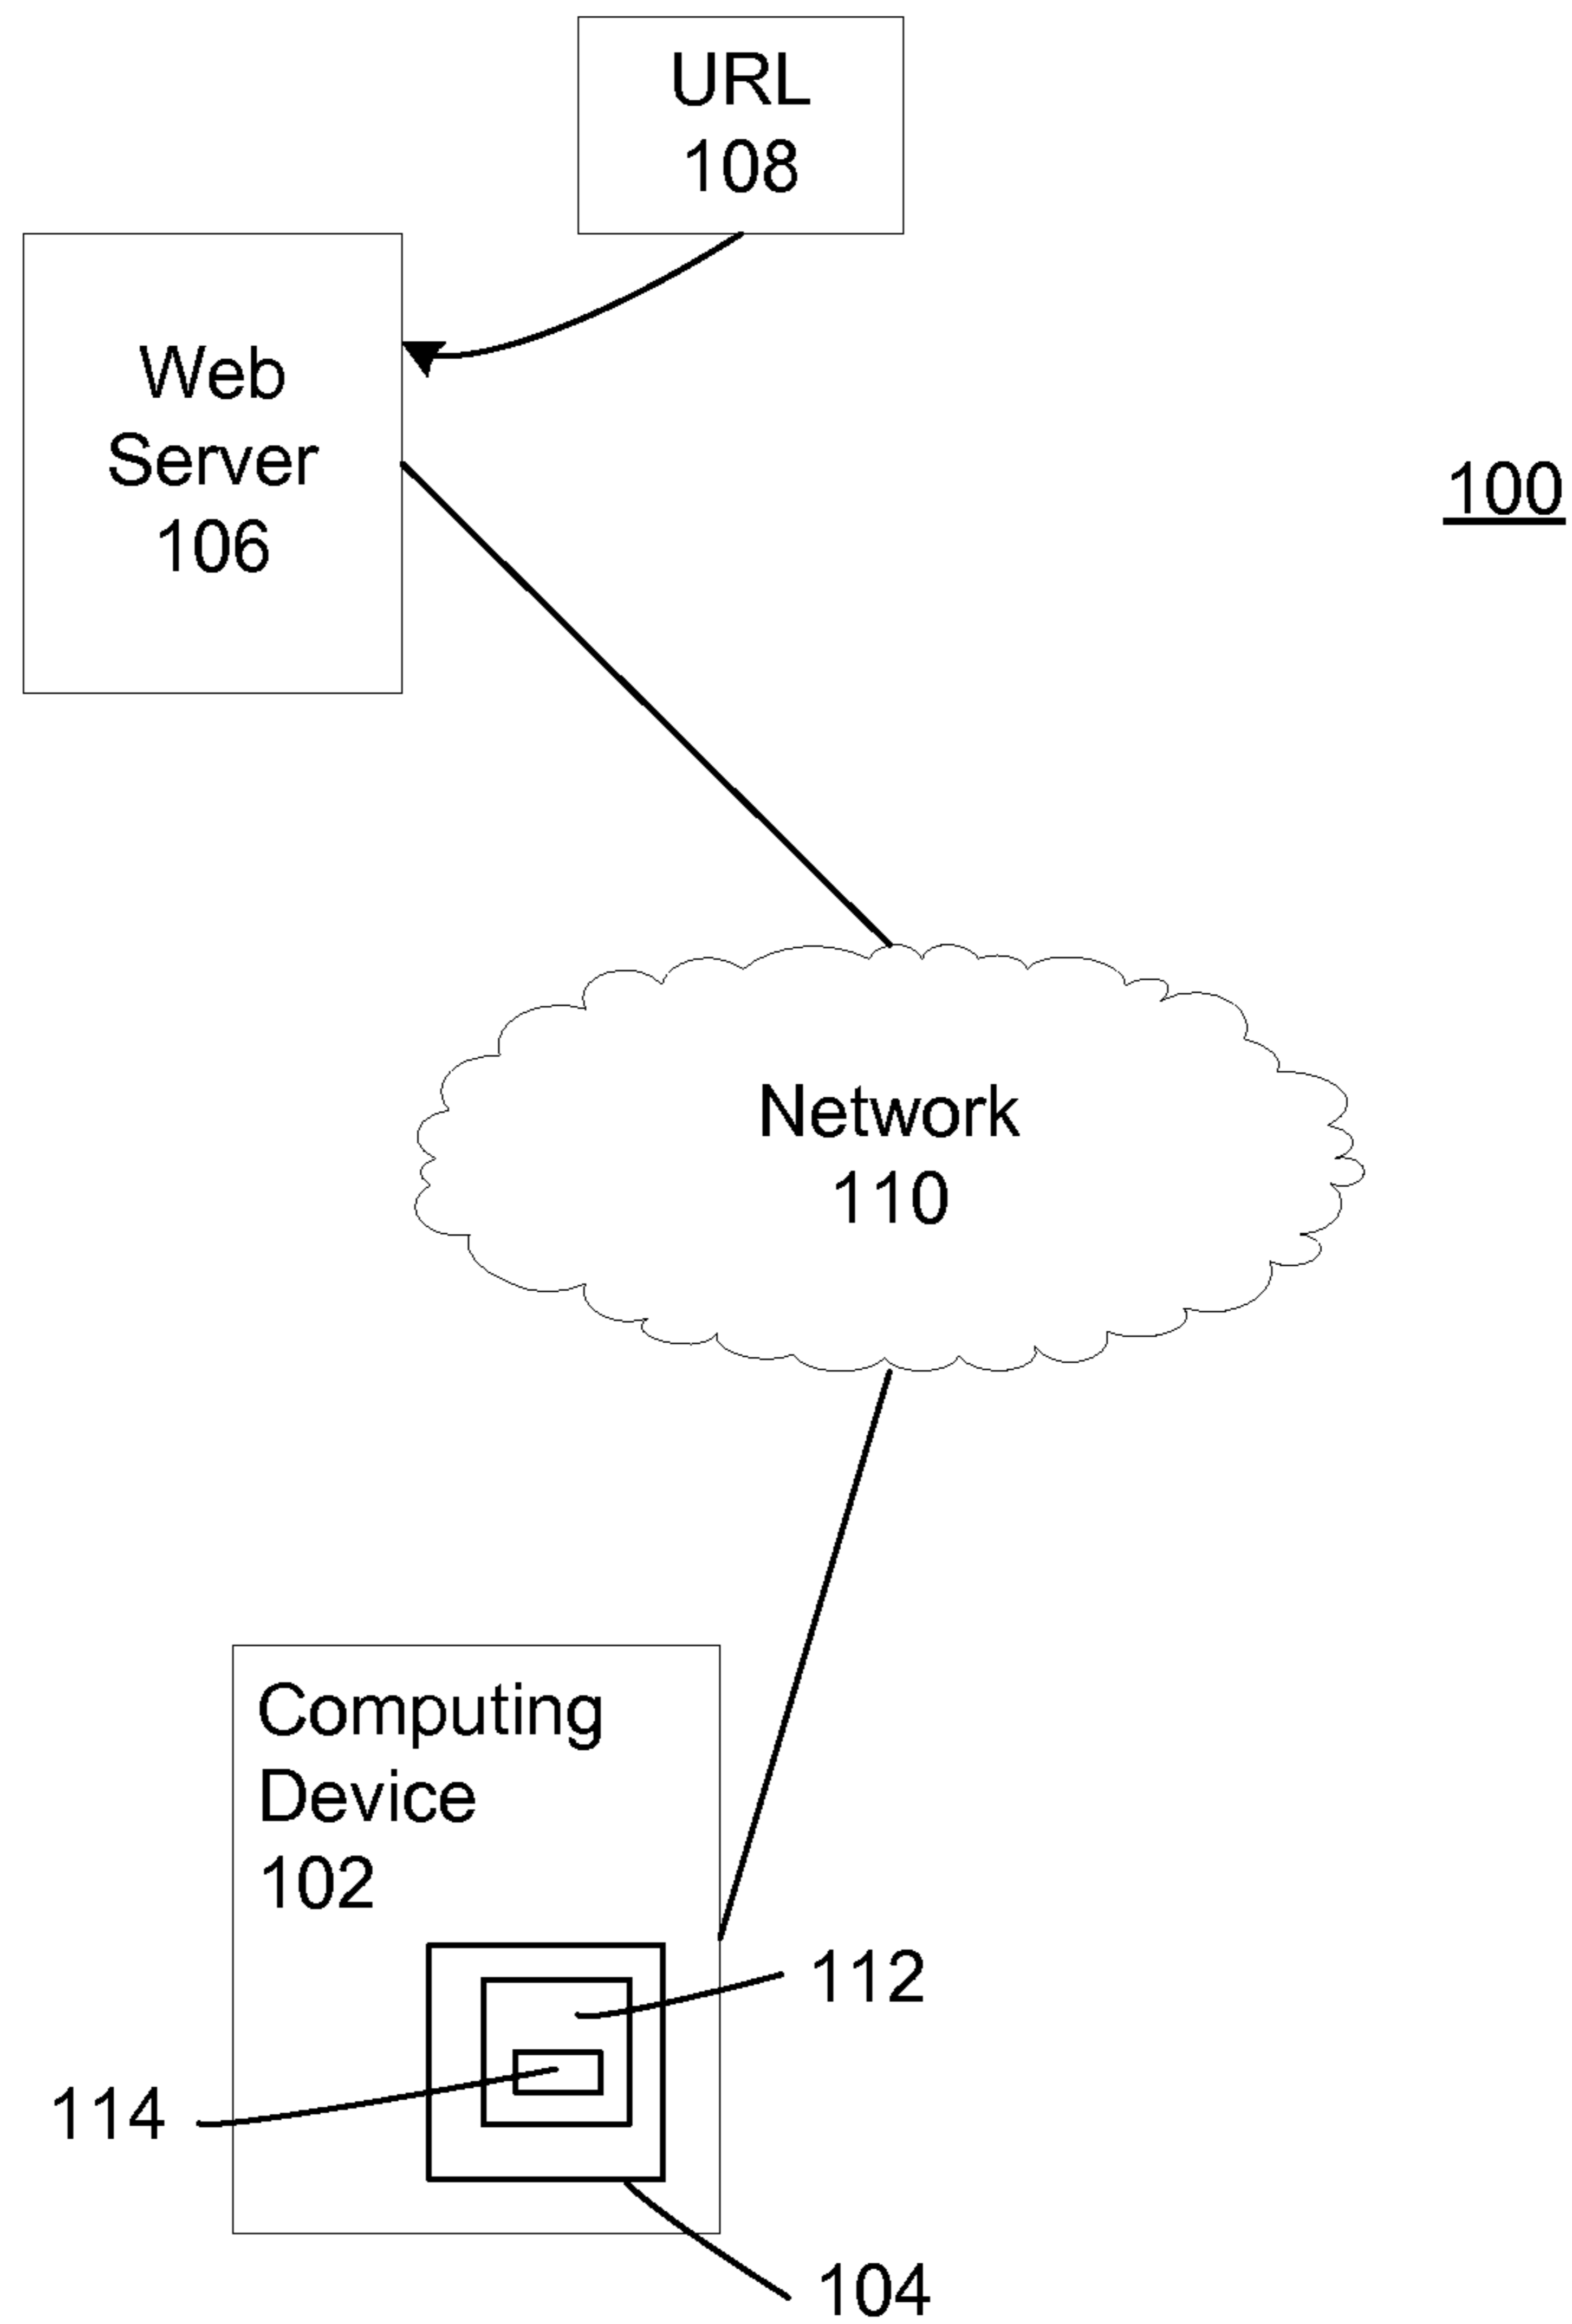 URL
108
Web
Server
106
100
Network
110
Computing
Device
102
112
114
104